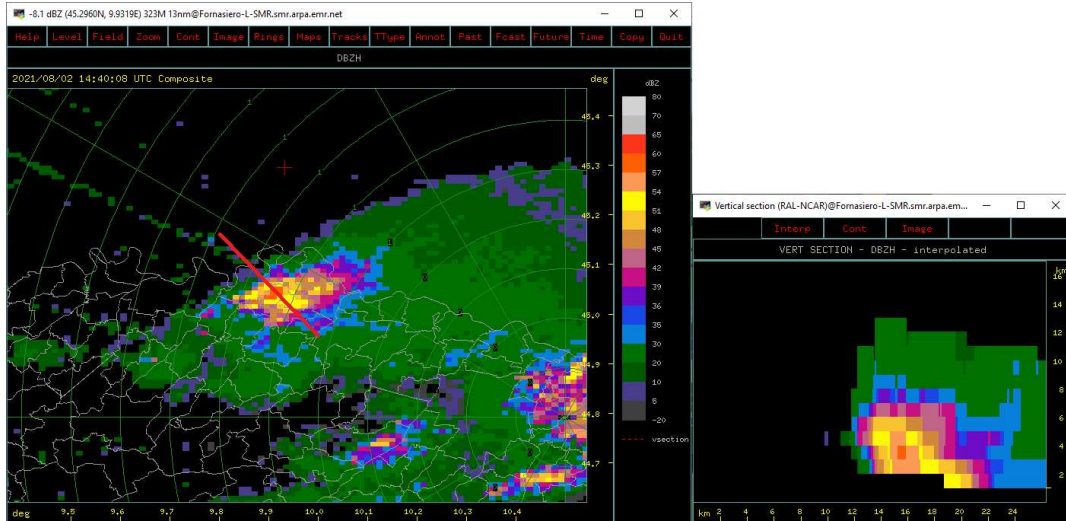 -8.1 dBZ (45.2960N, 9.9319E) 323M 13nm@Fornasiero-L-SMR.smr.arpa.emr.net
Help Level Field Zoom Cont Image Rings Maps Tracks TType Annot Past Fcast Future Time Copy Quit
DBZH
2021/08/02 14:40:08 UTC Composite
deg
45.4
45.3
45.2
45.1
45.0
44.9
44.8
44.7
deg 9.5 9.6 9.7 9.8 9.9 10.0 10.1 10.2 10.3 10.4
dBZ
80
70
65
60
57
54
51
48
45
42
39
36
35
30
20
10
5
-20
vsection
Vertical section (RAL-NCAR)@Fornasiero-L-SMR.smr.arpa.em...
Interp Cont Image
VERT SECTION - DBZH - interpolated
km
16
14
12
10
8
6
4
2
km 2 4 6 8 10 12 14 16 18 20 22 24